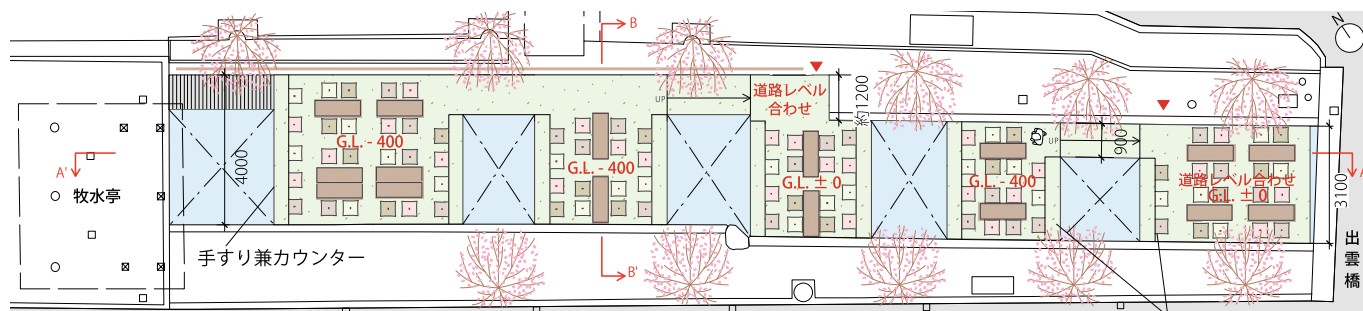 B
N
道路レベル
合わせ
UP
約1200
G.L. - 400
4000
G.L. - 400
G.L. ± 0
UP
900
G.L. - 400
道路レベル合わせ
G.L. ± 0
3100
A'
A
牧水亭
手すり兼カウンター
B'
出雲橋